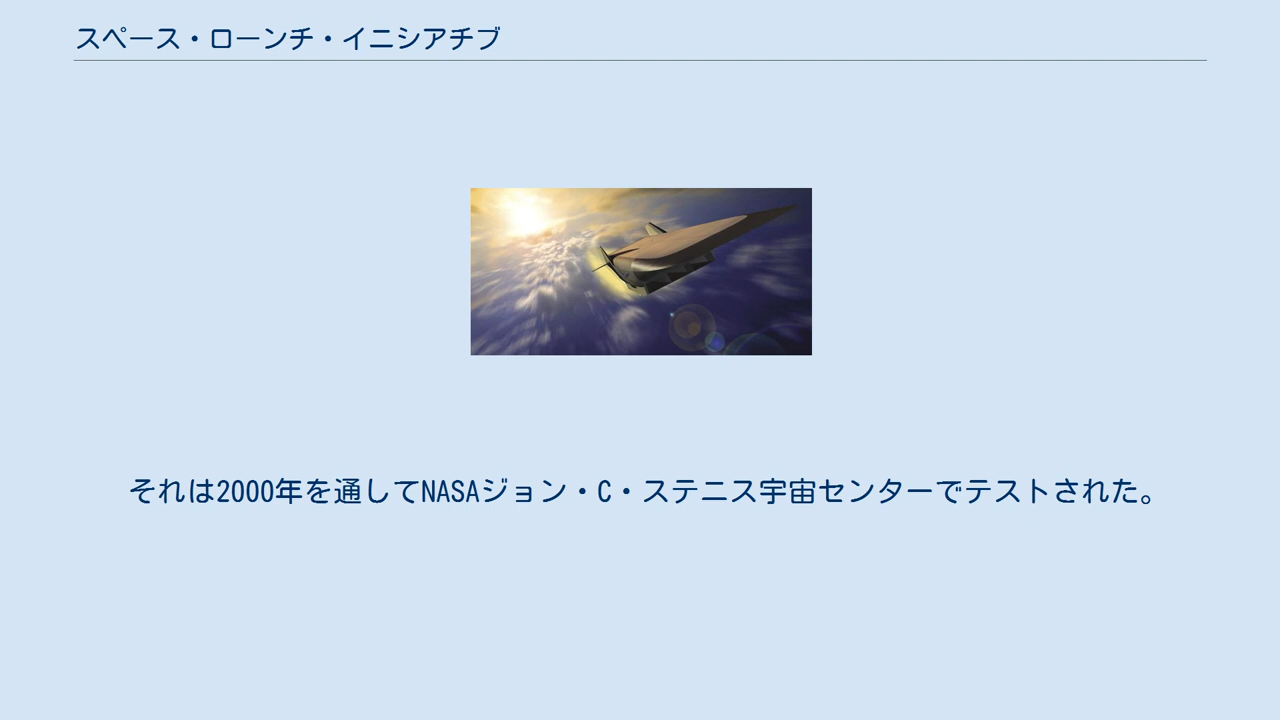 スペース・ローンチ・イニシアチブ
それは2000年を通してNASAジョン・C・ステニス宇宙センターでテストされた。